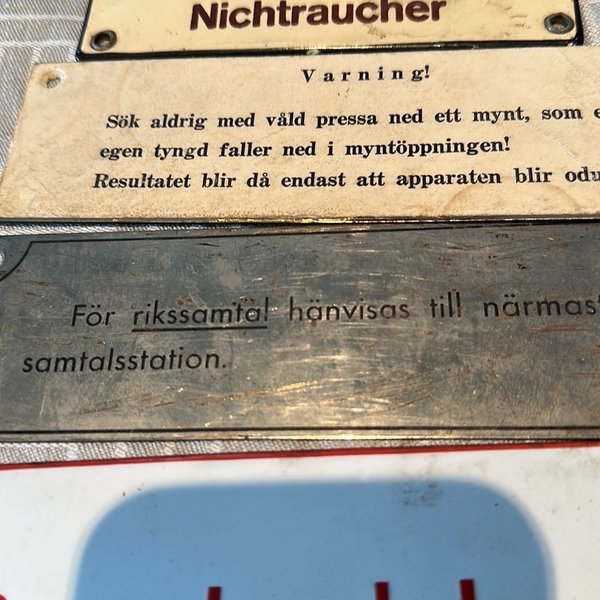 Nichtraucher
Varning!
Sök aldrig med våld pressa ned ett mynt, som
egen tyngd faller ned i myntöppningen!
Resultatet blir då endast att apparaten blir
För rikssamtal hänvisas till
samtalsstation.